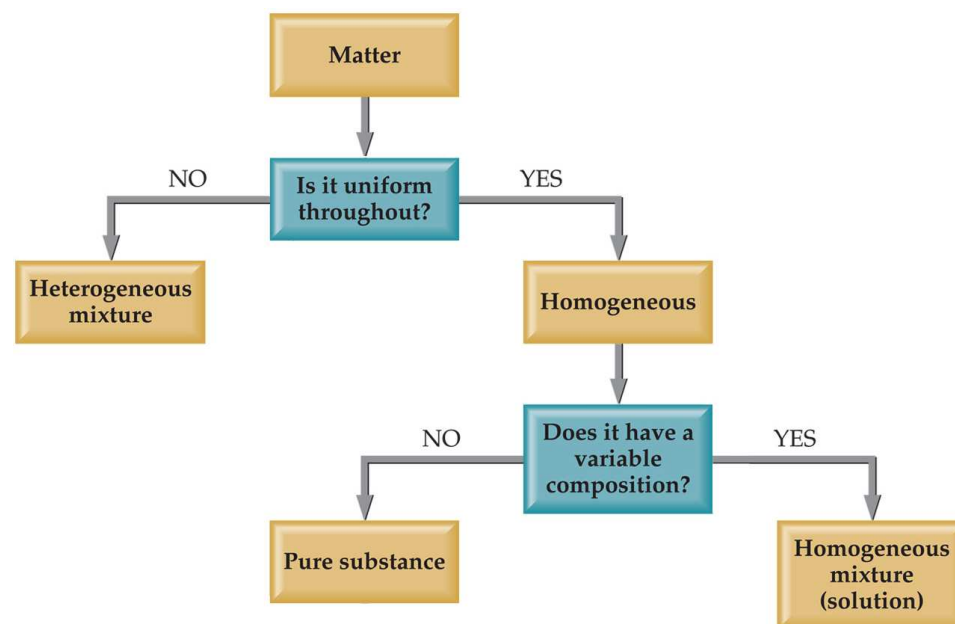 Matter
NO
Is it uniform
throughout?
YES
Heterogeneous
mixture
Homogeneous
NO
Does it have a
variable
composition?
YES
Pure substance
Homogeneous
mixture
(solution)